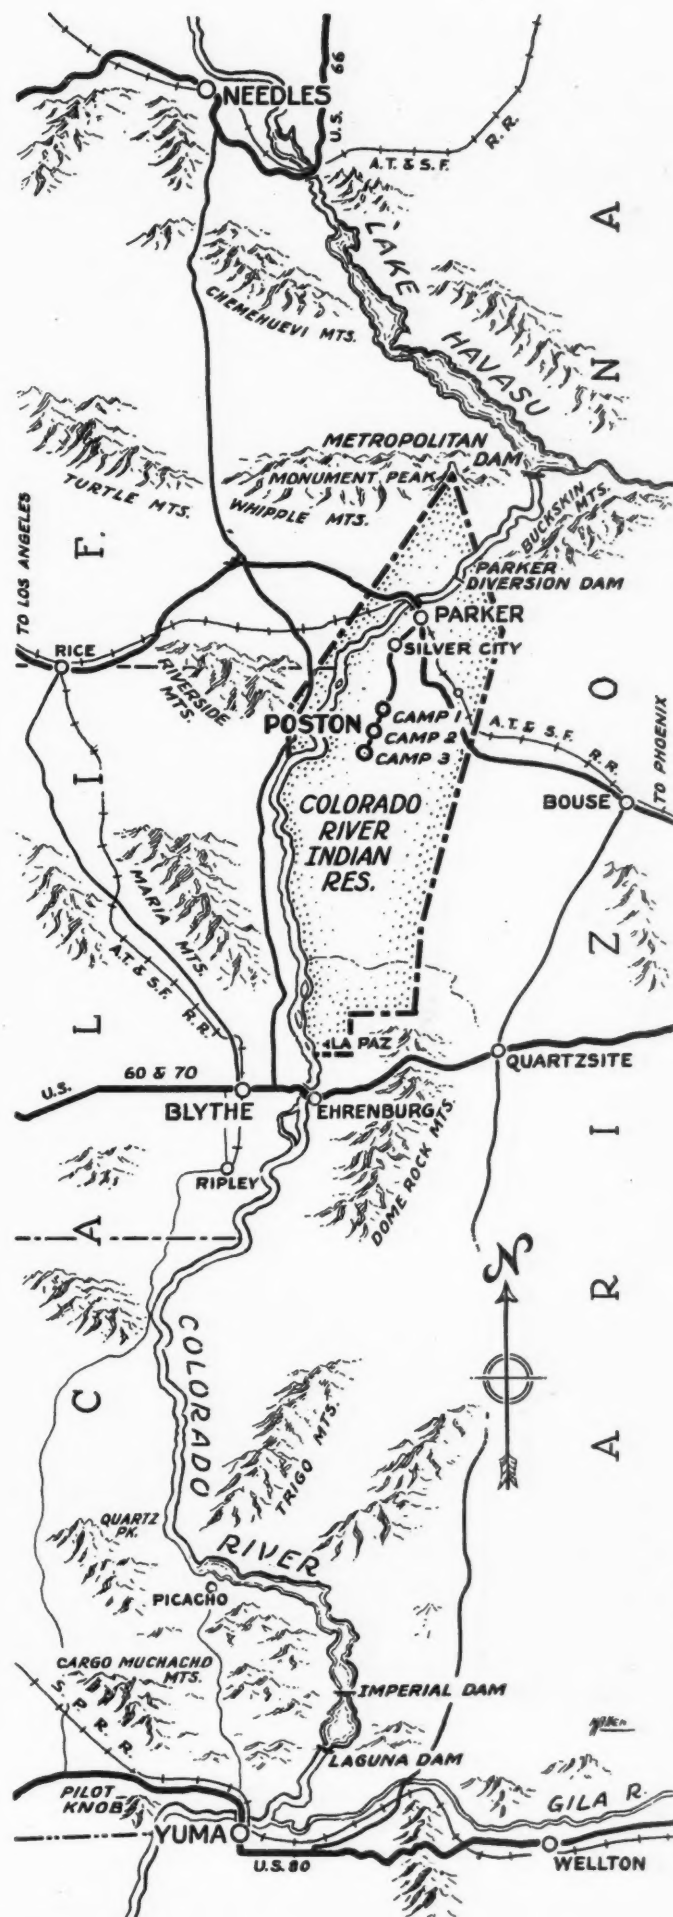 NEEDLES
U.S. 66
A.T. & S.F. R.R.
LAKE HAVASU
CHEMEHUEVI MTS.
TURTLE MTS.
METROPOLITAN
DAM
MONUMENT PEAK
WHIPPLE MTS.
BUCKSKIN MTS.
PARKER
DIVERSION DAM
TO LOS ANGELES
PARKER
SILVER CITY
RICE
RIVERSIDE
MTS.
POSTON
CAMP 1
CAMP 2
CAMP 3
A.T. & S.F. R.R.
TO PHOENIX
BOUSE
COLORADO
RIVER
INDIAN
RES.
MARIA MTS.
A.T. & S.F. R.R.
LA PAZ
QUARTZSITE
U.S. 60 & 70
BLYTHE
EHRENBURG
DOME ROCK MTS.
RIPLEY
N
COLORADO RIVER
TRIGO MTS.
QUARTZ
PK.
PICACHO
CARGO MUCHACHO
MTS.
S.P.R.R.
IMPERIAL DAM
LAGUNA DAM
PILOT
KNOB
GILA R.
YUMA
U.S. 80
WELLTON
CALIF.
ARIZONA